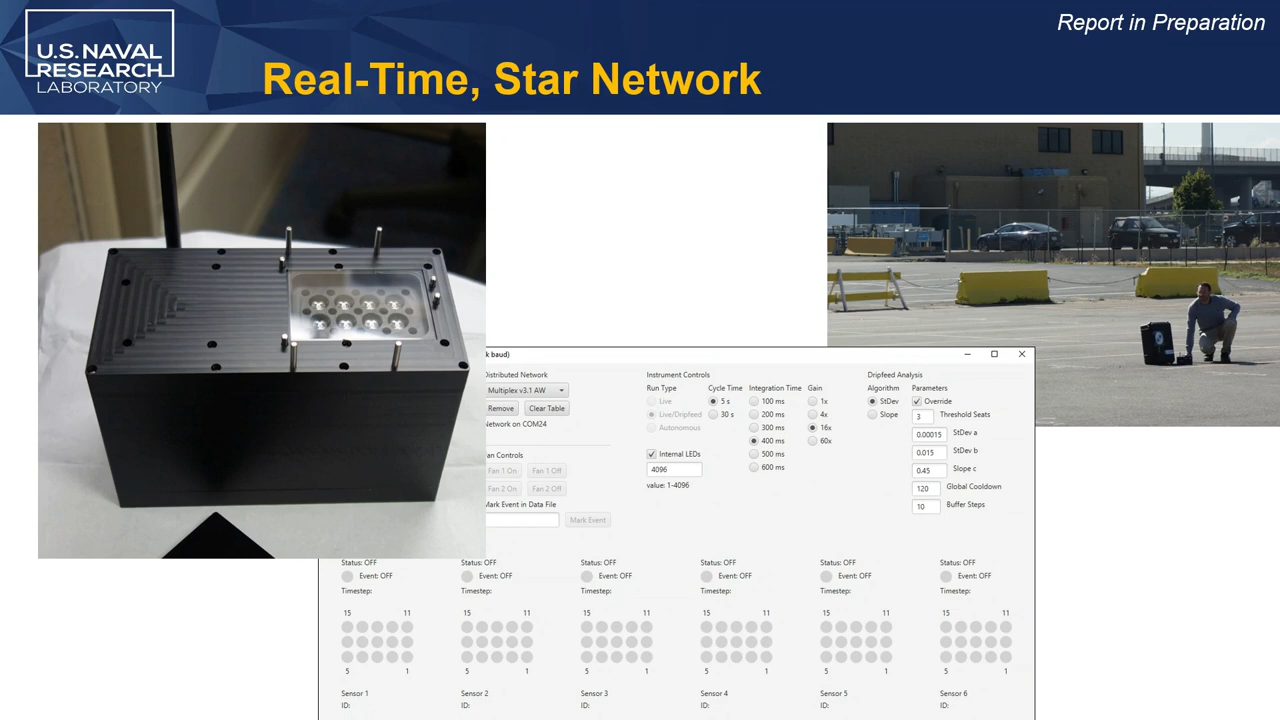 Report in Preparation
U.S. NAVAL
RESEARCH
LABORATORY
Real-Time, Star Network
k baud)
Distributed Network
Multiplex v3.1 AW
Remove Clear Table
Network on COM24
Fan Controls
Fan 1 On Fan 1 Off
Fan 2 On Fan 2 Off
Mark Event in Data File
Mark Event
Instrument Controls
Run Type Cycle Time Integration Time Gain
Live 5 s 100 ms 1x
Live/Dripfeed 30 s 200 ms 4x
Autonomous 300 ms 16x
400 ms 60x
Internal LEDs 500 ms
4096 600 ms
value: 1-4096
Dripfeed Analysis
Algorithm Parameters
StDev Override
Slope 3 Threshold Seats
0.00015 StDev a
0.015 StDev b
0.45 Slope c
120 Global Cooldown
10 Buffer Steps
Status: OFF Status: OFF Status: OFF Status: OFF Status: OFF Status: OFF
Event: OFF Event: OFF Event: OFF Event: OFF Event: OFF Event: OFF
Timestep: Timestep: Timestep: Timestep: Timestep: Timestep:
15 11 15 11 15 11 15 11 15 11 15 11
5 1 5 1 5 1 5 1 5 1 5 1
Sensor 1 Sensor 2 Sensor 3 Sensor 4 Sensor 5 Sensor 6
ID: ID: ID: ID: ID: ID: